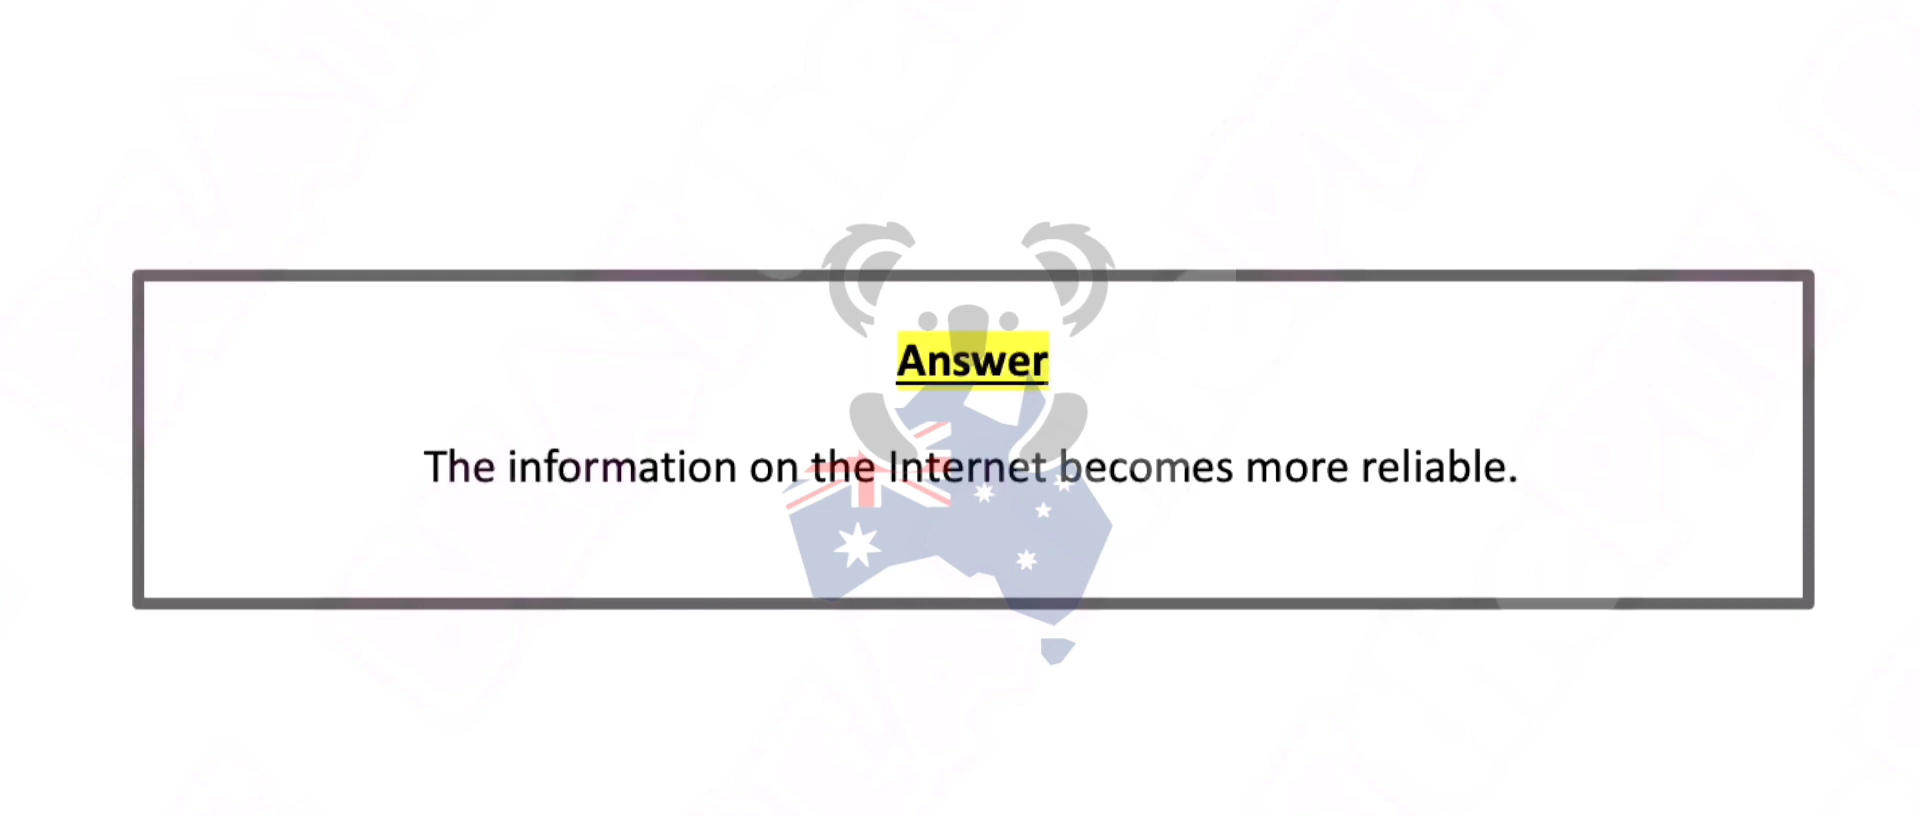 Answer
The information on the Internet becomes more reliable.